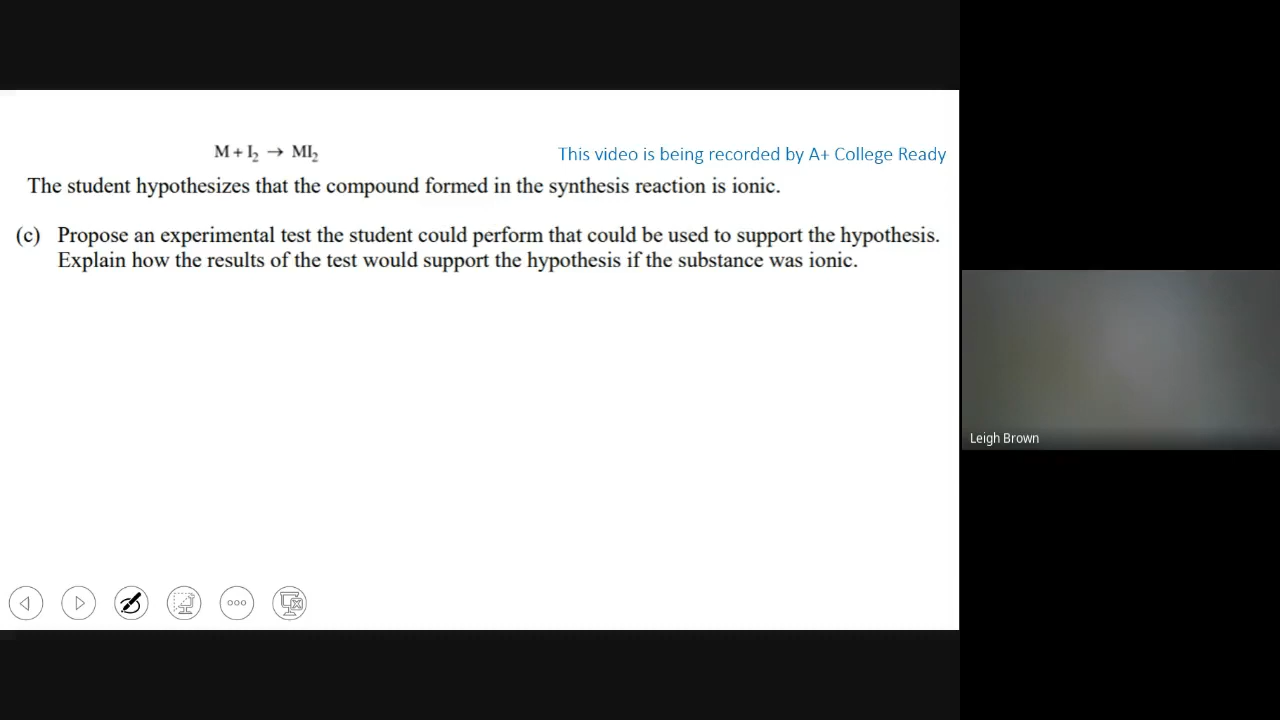 M + I₂ → MI₂
This video is being recorded by A+ College Ready
The student hypothesizes that the compound formed in the synthesis reaction is ionic.
(c) Propose an experimental test the student could perform that could be used to support the hypothesis.
Explain how the results of the test would support the hypothesis if the substance was ionic.
Leigh Brown